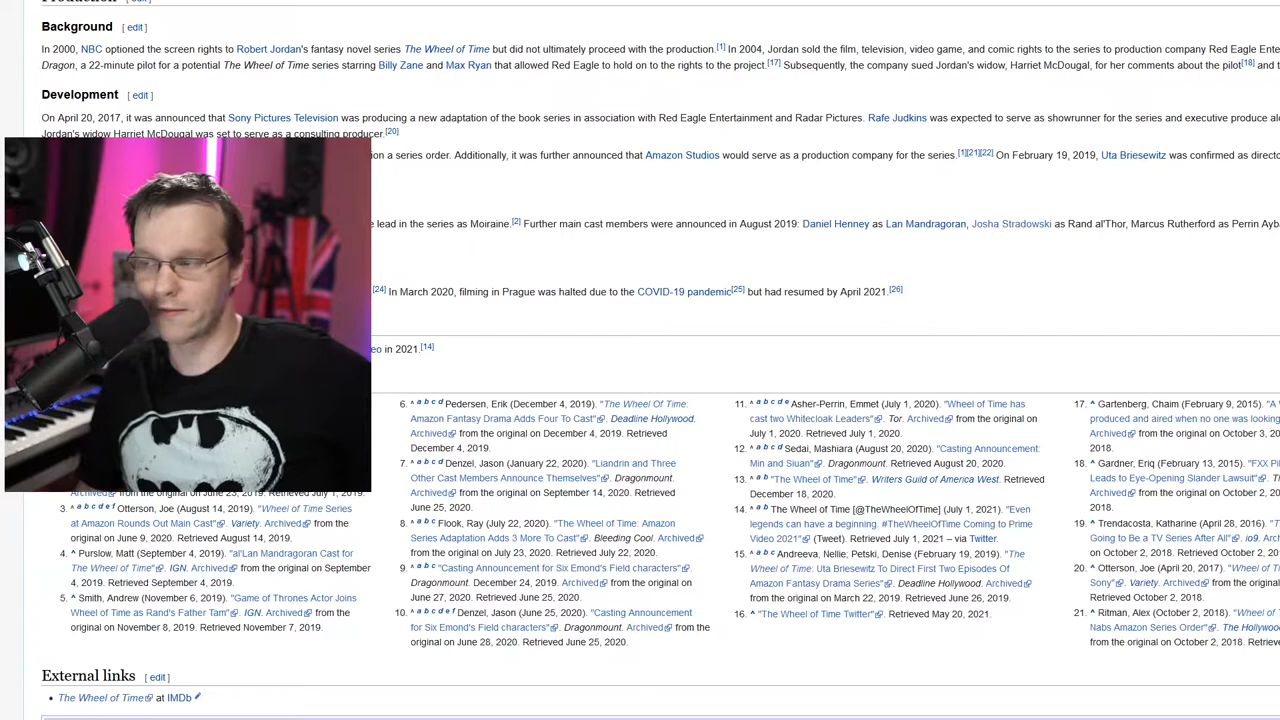 Background [ edit ]
In 2000, NBC optioned the screen rights to Robert Jordan's fantasy novel series The Wheel of Time but did not ultimately proceed with the production.[1] In 2004, Jordan sold the film, television, video game, and comic rights to the series to production company Red Eagle
Dragon, a 22-minute pilot for a potential The Wheel of Time series starring Billy Zane and Max Ryan that allowed Red Eagle to hold on to the rights to the project.[17] Subsequently, the company sued Jordan's widow, Harriet McDougal, for her comments about the pilot[18] and
Development [ edit ]
On April 20, 2017, it was announced that Sony Pictures Television was producing a new adaptation of the book series in association with Red Eagle Entertainment and Radar Pictures. Rafe Judkins was expected to serve as showrunner for the series and executive produce
Jordan's widow Harriet McDougal was set to serve as a consulting producer.[20]
a series order. Additionally, it was further announced that Amazon Studios would serve as a production company for the series.[1][21][22] On February 19, 2019, Uta Briesewitz was confirmed as
lead in the series as Moiraine.[2] Further main cast members were announced in August 2019: Daniel Henney as Lan Mandragoran, Josha Stradowski as Rand al'Thor, Marcus Rutherford as Perrin
[24] In March 2020, filming in Prague was halted due to the COVID-19 pandemic[25] but had resumed by April 2021.[26]
in 2021.[14]
Archived from the original on June 23, 2019. Retrieved July 1, 2019.
3. ^ a b c d e f Otterson, Joe (August 14, 2019). "Wheel of Time Series
at Amazon Rounds Out Main Cast". Variety. Archived from the
original on June 9, 2020. Retrieved August 14, 2019.
4. ^ Purslow, Matt (September 4, 2019). "al'Lan Mandragoran Cast for
The Wheel of Time". IGN. Archived from the original on September
4, 2019. Retrieved September 4, 2019.
5. ^ Smith, Andrew (November 6, 2019). "Game of Thrones Actor Joins
Wheel of Time as Rand's Father Tam". IGN. Archived from the
original on November 8, 2019. Retrieved November 7, 2019.
6. ^ a b c d Pedersen, Erik (December 4, 2019). "The Wheel Of Time:
Amazon Fantasy Drama Adds Four To Cast". Deadline Hollywood.
Archived from the original on December 4, 2019. Retrieved
December 4, 2019.
7. ^ a b c d Denzel, Jason (January 22, 2020). "Liandrin and Three
Other Cast Members Announce Themselves". Dragonmount.
Archived from the original on September 14, 2020. Retrieved
June 25, 2020.
8. ^ a b c Flook, Ray (July 22, 2020). "The Wheel of Time: Amazon
Series Adaptation Adds 3 More To Cast". Bleeding Cool. Archived
from the original on July 23, 2020. Retrieved July 22, 2020.
9. ^ "Casting Announcement for Six Emond's Field characters".
Dragonmount. December 24, 2019. Archived from the original on
June 27, 2020. Retrieved June 25, 2020.
10. ^ a b c d e f Denzel, Jason (June 25, 2020). "Casting Announcement
for Six Emond's Field characters". Dragonmount. Archived from the
original on June 28, 2020. Retrieved June 25, 2020.
11. ^ a b c d e Asher-Perrin, Emmet (July 1, 2020). "Wheel of Time has
cast two Whitecloak Leaders". Tor. Archived from the original on
July 1, 2020. Retrieved July 1, 2020.
12. ^ a b Sedai, Mashiara (August 20, 2020). "Casting Announcement:
Min and Siuan". Dragonmount. Retrieved August 20, 2020.
13. ^ a b "The Wheel of Time". Writers Guild of America West. Retrieved
December 18, 2020.
14. ^ a b The Wheel of Time [@TheWheelOfTime] (July 1, 2021). "Even
legends can have a beginning. #TheWheelOfTime Coming to Prime
Video 2021" (Tweet). Retrieved July 1, 2021 – via Twitter.
15. ^ a b c Andreeva, Nellie; Petski, Denise (February 19, 2019). "The
Wheel of Time: Uta Briesewitz To Direct First Two Episodes Of
Amazon Fantasy Drama Series". Deadline Hollywood. Archived
from the original on March 22, 2019. Retrieved June 26, 2019.
16. ^ "The Wheel of Time Twitter". Retrieved May 20, 2021.
17. ^ Gartenberg, Chaim (February 9, 2015). "A
produced and aired when no one was looking
Archived from the original on October 3,
2018.
18. ^ Gardner, Eriq (February 13, 2015). "FXX
Leads to Eye-Opening Slander Lawsuit".
Archived from the original on October 2,
2018.
19. ^ Trendacosta, Katharine (April 28, 2016).
Going to Be a TV Series After All". io9.
on October 2, 2018. Retrieved October 2,
20. ^ Otterson, Joe (April 20, 2017). "Wheel of
Sony". Variety. Archived from the original
Retrieved October 2, 2018.
21. ^ Ritman, Alex (October 2, 2018). "Wheel of
Nabs Amazon Series Order". The
from the original on October 2, 2018.
External links [ edit ]
• The Wheel of Time at IMDb